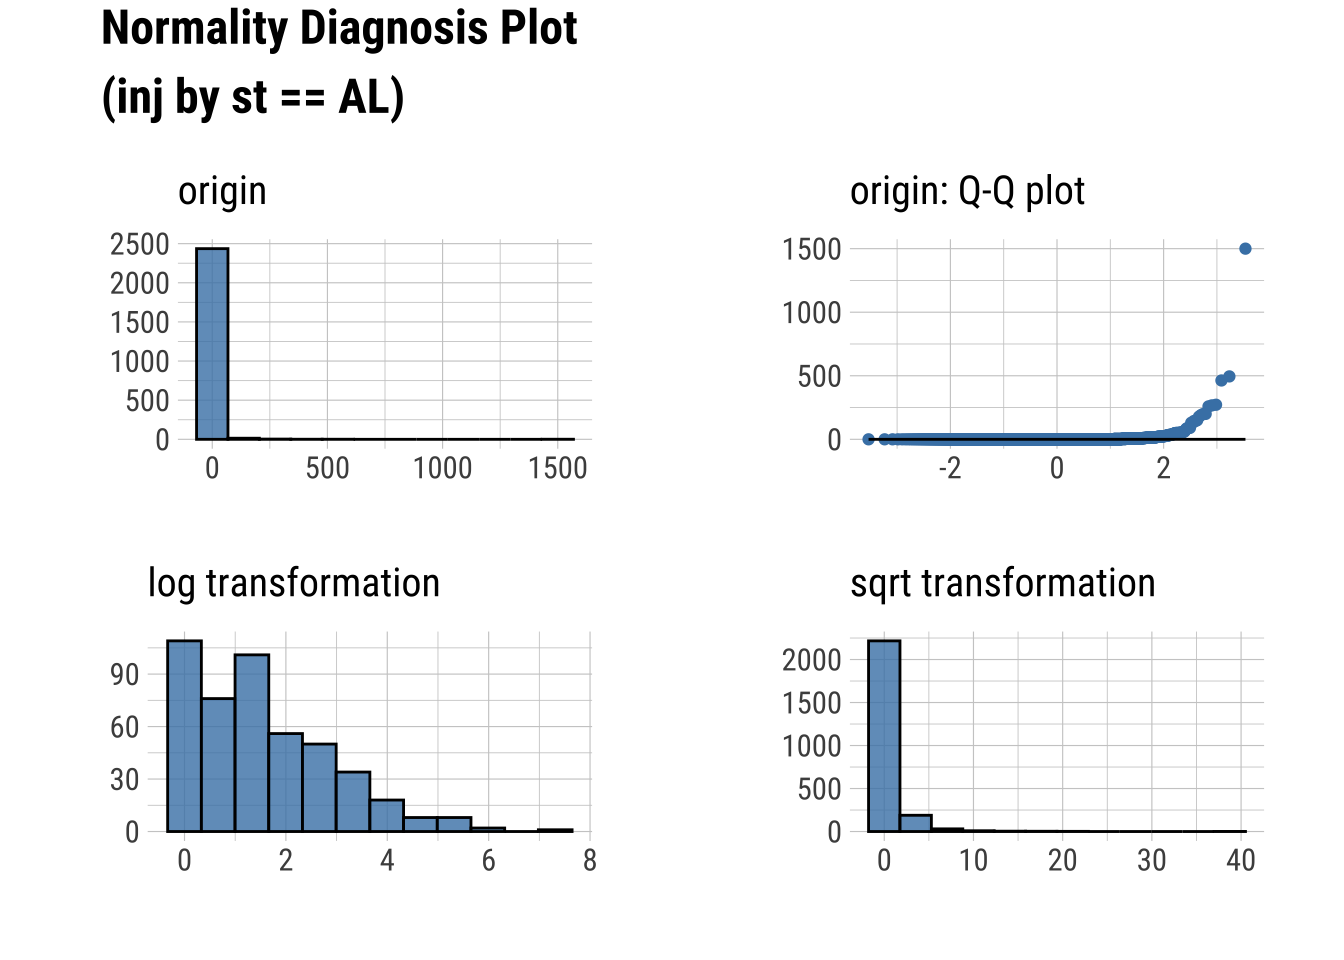 Normality Diagnosis Plot
(inj by st == AL)
origin
2500
2000
1500
1000
500
0
0 500 1000 1500
origin: Q-Q plot
1500
1000
500
0
-2 0 2
log transformation
90
60
30
0
0 2 4 6 8
sqrt transformation
2000
1500
1000
500
0
0 10 20 30 40